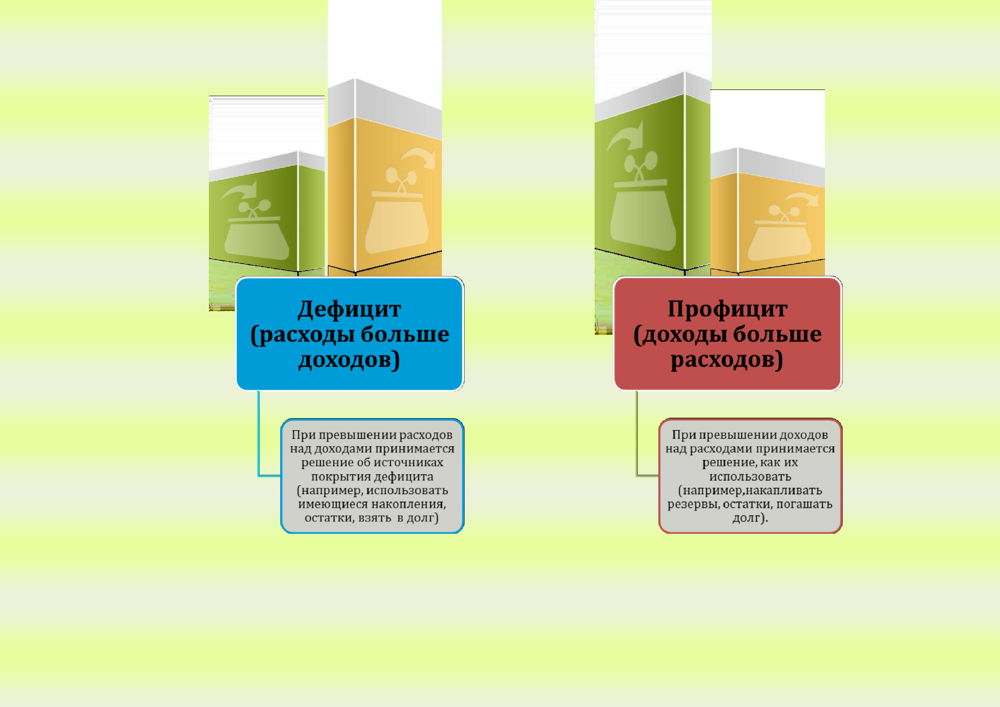 Дефицит
(расходы больше
доходов)
При превышении расходов
над доходами принимается
решение об источниках
покрытия дефицита
(например, использовать
имеющиеся накопления,
остатки, взять в долг)
Профицит
(доходы больше
расходов)
При превышении доходов
над расходами принимается
решение, как их
использовать
(например,накапливать
резервы, остатки, погашать
долг).